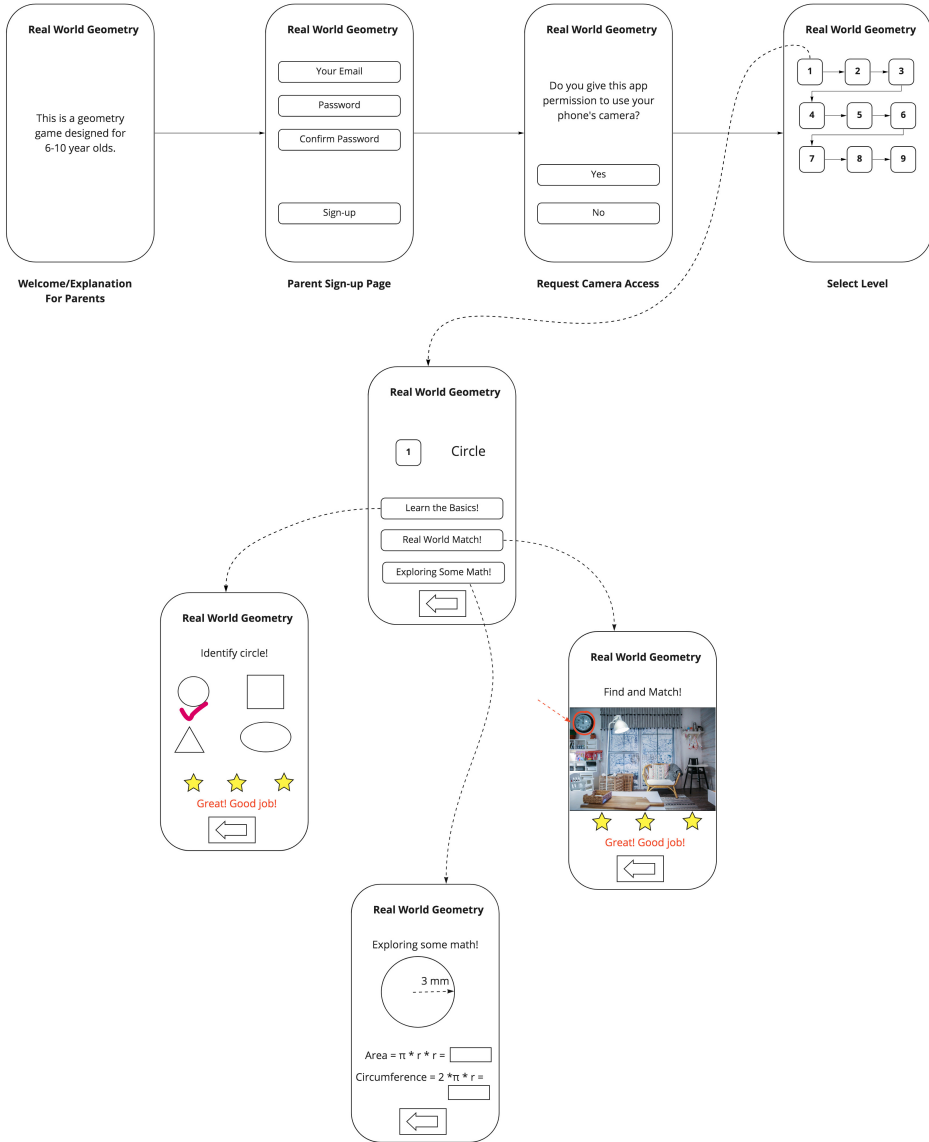 Real World Geometry
This is a geometry
game designed for
6-10 year olds.
Welcome/Explanation
For Parents
Real World Geometry
Your Email
Password
Confirm Password
Sign-up
Parent Sign-up Page
Real World Geometry
Do you give this app
permission to use your
phone's camera?
Yes
No
Request Camera Access
Real World Geometry
1 2 3
4 5 6
7 8 9
Select Level
Real World Geometry
1 Circle
Learn the Basics!
Real World Match!
Exploring Some Math!
Real World Geometry
Identify circle!
Great! Good job!
Real World Geometry
Find and Match!
Great! Good job!
Real World Geometry
Exploring some math!
3 mm
Area = π * r * r =
Circumference = 2 *π * r =